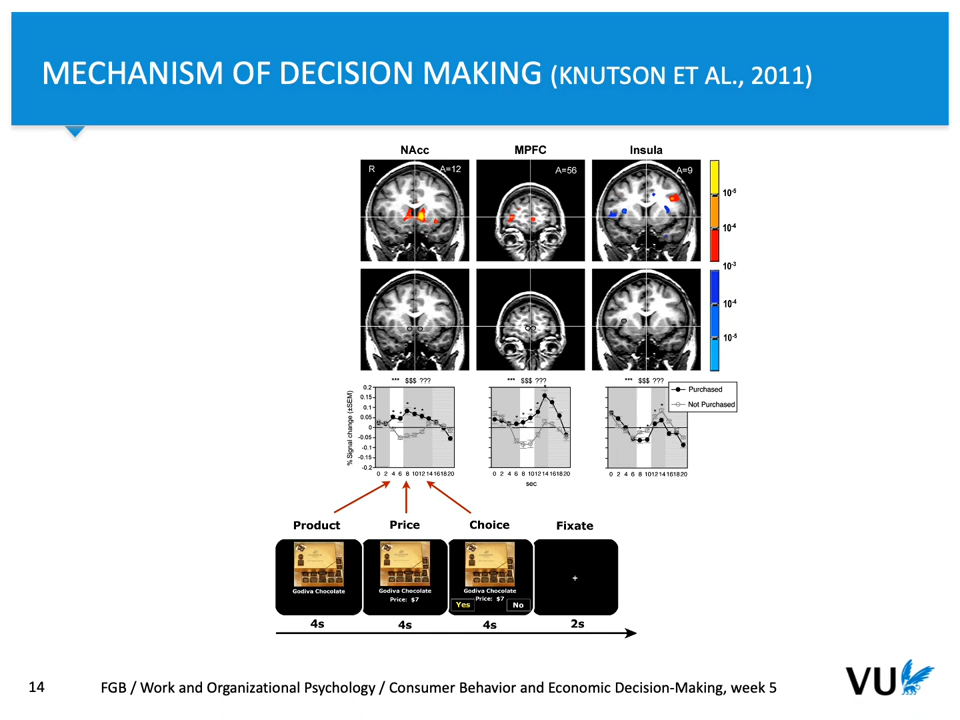 MECHANISM OF DECISION MAKING (KNUTSON ET AL., 2011)
NAcc MPFC Insula
R A=12 A=56 A=9
10-5
10-4
10-3
10-4
10-5
*** $$$ ??? *** $$$ ??? *** $$$ ???
Purchased
Not Purchased
% Signal change (±SEM)
0.2
0.15
0.1
0.05
0
-0.05
-0.1
-0.15
-0.2
0 2 4 6 8 10 12 14 16 18 20 0 2 4 6 8 10 12 14 16 18 20 0 2 4 6 8 10 12 14 16 18 20
sec
Product Price Choice Fixate
Godiva Chocolate
Godiva Chocolate
Price: $7
Godiva Chocolate
Price: $7
Yes No
+
4s 4s 4s 2s
14 FGB / Work and Organizational Psychology / Consumer Behavior and Economic Decision-Making, week 5
VU